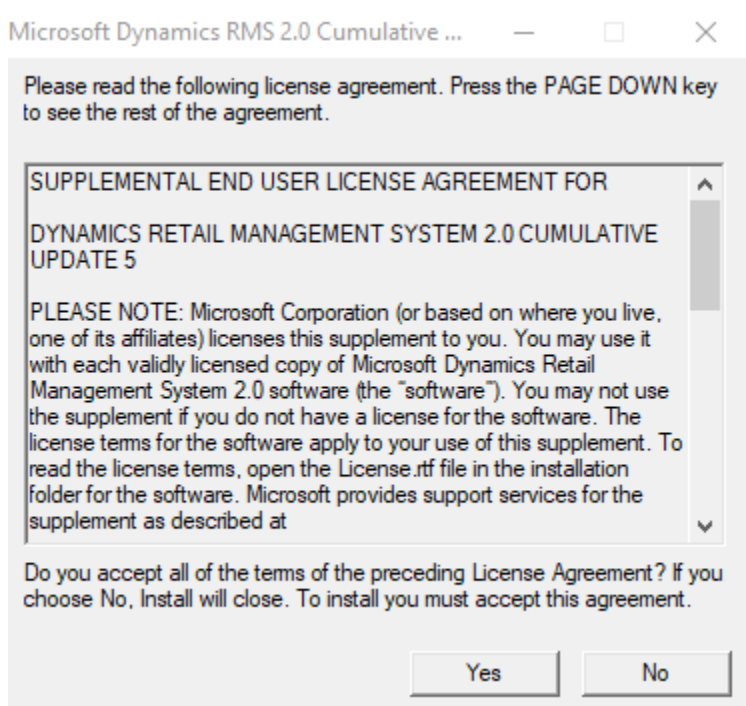 Microsoft Dynamics RMS 2.0 Cumulative ...
Please read the following license agreement. Press the PAGE DOWN key
to see the rest of the agreement.
SUPPLEMENTAL END USER LICENSE AGREEMENT FOR
DYNAMICS RETAIL MANAGEMENT SYSTEM 2.0 CUMULATIVE
UPDATE 5
PLEASE NOTE: Microsoft Corporation (or based on where you live,
one of its affiliates) licenses this supplement to you. You may use it
with each validly licensed copy of Microsoft Dynamics Retail
Management System 2.0 software (the "software"). You may not use
the supplement if you do not have a license for the software. The
license terms for the software apply to your use of this supplement. To
read the license terms, open the License.rtf file in the installation
folder for the software. Microsoft provides support services for the
supplement as described at
Do you accept all of the terms of the preceding License Agreement? If you
choose No, Install will close. To install you must accept this agreement.
Yes
No